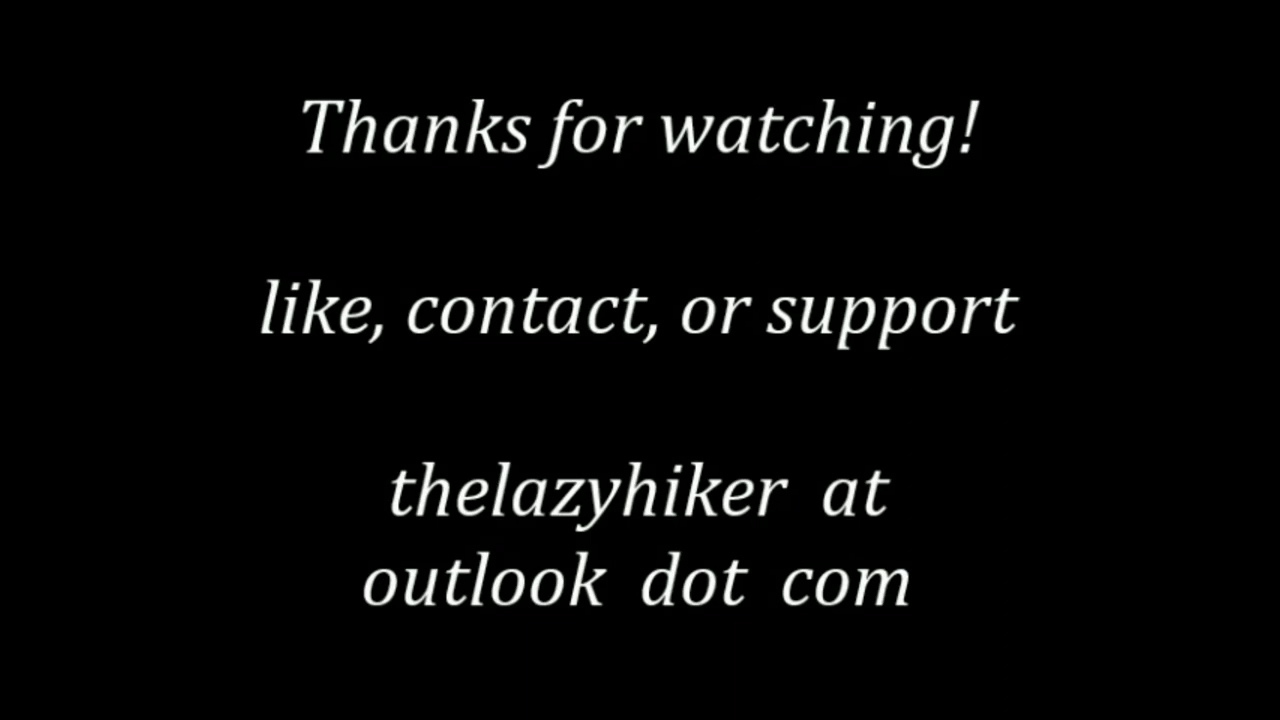 Thanks for watching!
like, contact, or support
thelazyhiker at
outlook dot com